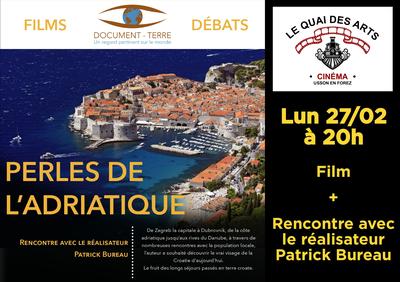 FILMS
DÉBATS
DOCUMENT - TERRE
Un regard pertinent sur le monde
PERLES DE
L'ADRIATIQUE
RENCONTRE AVEC LE RÉALISATEUR
PATRICK BUREAU
De Zagreb la capitale à Dubrovnik, de la côte
adriatique jusqu'aux rives du Danube, à travers de
nombreuses rencontres avec la population locale,
l'auteur a souhaité découvrir le vrai visage de la
Croatie d'aujourd'hui.
Le fruit des longs séjours passés en terre croate.
LE QUAI DES ARTS
CINÉMA
USSON EN FOREZ
Lun 27/02
à 20h
Film
+
Rencontre avec
le réalisateur
Patrick Bureau